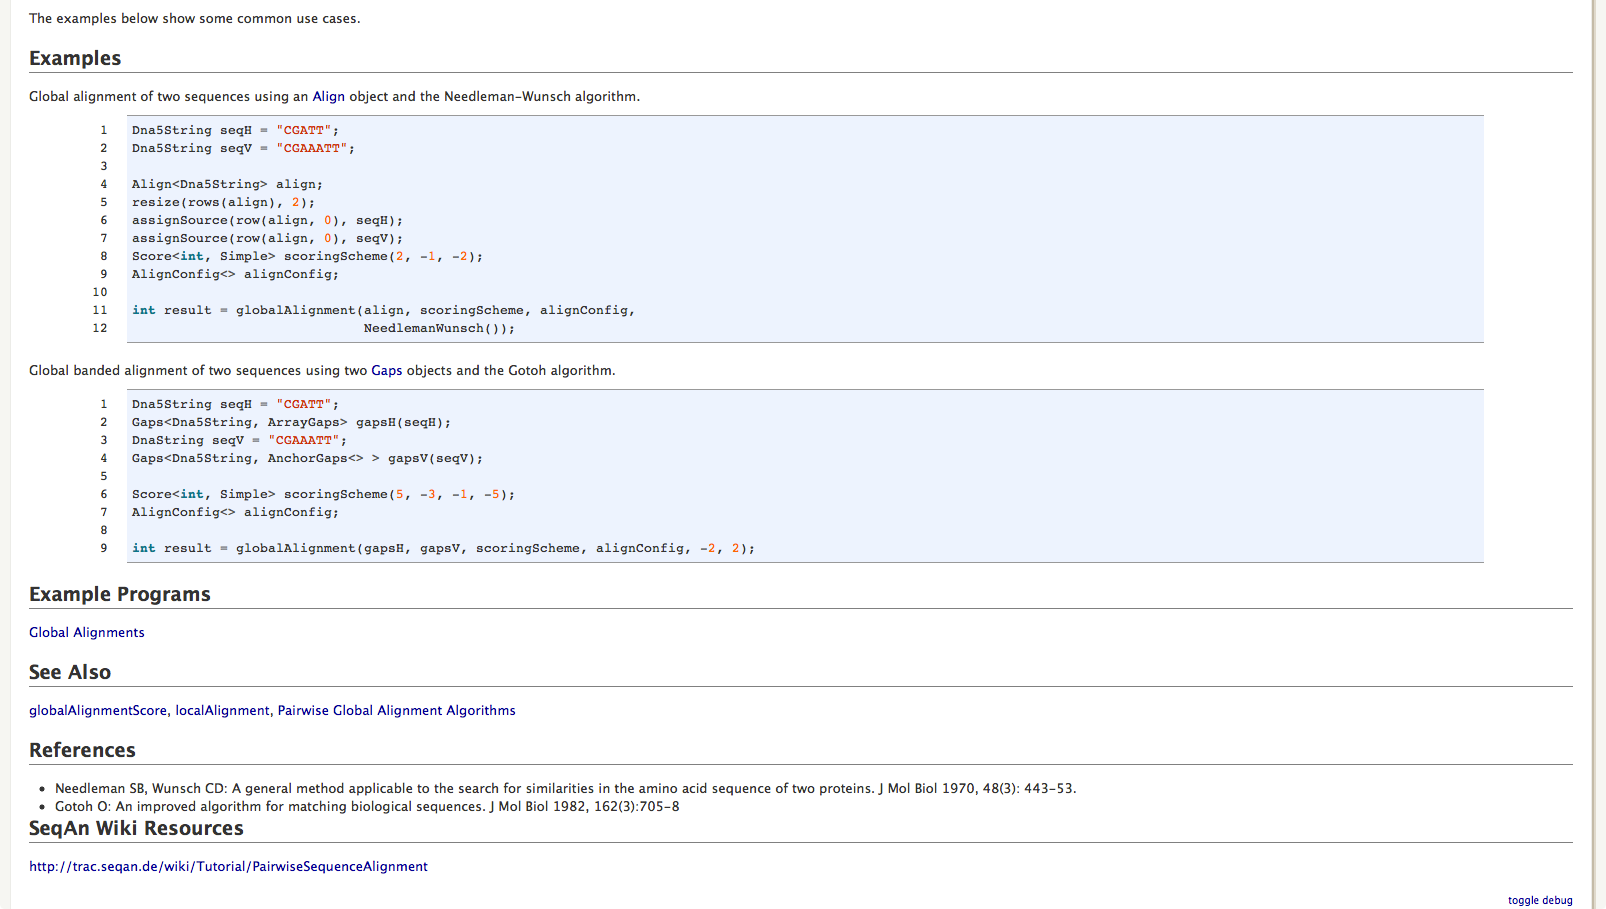 The examples below show some common use cases.
Examples
Global alignment of two sequences using an Align object and the Needleman-Wunsch algorithm.
1 Dna5String seqH = "CGATT";
2 Dna5String seqV = "CGAAATT";
3
4 Align<Dna5String> align;
5 resize(rows(align), 2);
6 assignSource(row(align, 0), seqH);
7 assignSource(row(align, 0), seqV);
8 Score<int, Simple> scoringScheme(2, -1, -2);
9 AlignConfig<> alignConfig;
10
11 int result = globalAlignment(align, scoringScheme, alignConfig,
12                              NeedlemanWunsch());
Global banded alignment of two sequences using two Gaps objects and the Gotoh algorithm.
1 Dna5String seqH = "CGATT";
2 Gaps<Dna5String, ArrayGaps> gapsH(seqH);
3 DnaString seqV = "CGAAATT";
4 Gaps<Dna5String, AnchorGaps<> > gapsV(seqV);
5
6 Score<int, Simple> scoringScheme(5, -3, -1, -5);
7 AlignConfig<> alignConfig;
8
9 int result = globalAlignment(gapsH, gapsV, scoringScheme, alignConfig, -2, 2);
Example Programs
Global Alignments
See Also
globalAlignmentScore, localAlignment, Pairwise Global Alignment Algorithms
References
• Needleman SB, Wunsch CD: A general method applicable to the search for similarities in the amino acid sequence of two proteins. J Mol Biol 1970, 48(3): 443-53.
• Gotoh O: An improved algorithm for matching biological sequences. J Mol Biol 1982, 162(3):705-8
SeqAn Wiki Resources
http://trac.seqan.de/wiki/Tutorial/PairwiseSequenceAlignment
toggle debug